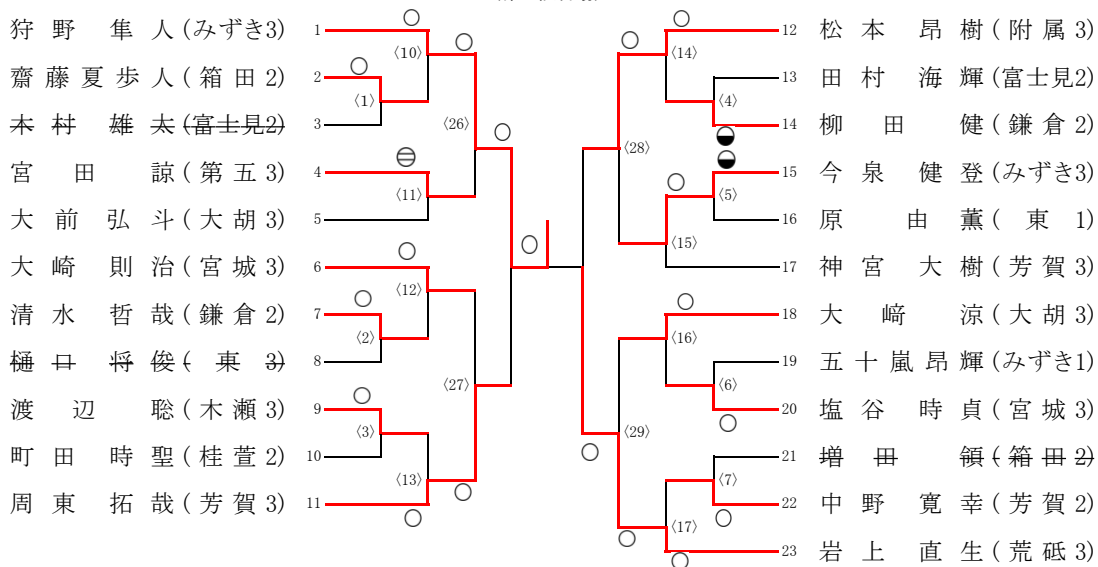 狩野隼人(みずき3) 1
齋藤夏歩人(箱田2) 2
木村雄太(富士見2) 3
宮田諒(第五3) 4
大前弘斗(大胡3) 5
大崎則治(宮城3) 6
清水哲哉(鎌倉2) 7
樋口将俊(東3) 8
渡辺聡(木瀬3) 9
町田時聖(桂萱2) 10
周東拓哉(芳賀3) 11
〈10〉
〈1〉
〈26〉
〈11〉
〈12〉
〈2〉
〈27〉
〈3〉
〈13〉
〈14〉
〈4〉
〈28〉
〈5〉
〈15〉
〈16〉
〈6〉
〈29〉
〈7〉
〈17〉
12 松本昂樹(附属3)
13 田村海輝(富士見2)
14 柳田健(鎌倉2)
15 今泉健登(みずき3)
16 原由薫(東1)
17 神宮大樹(芳賀3)
18 大﨑涼(大胡3)
19 五十嵐昂輝(みずき1)
20 塩谷時貞(宮城3)
21 増田領(箱田2)
22 中野寛幸(芳賀2)
23 岩上直生(荒砥3)